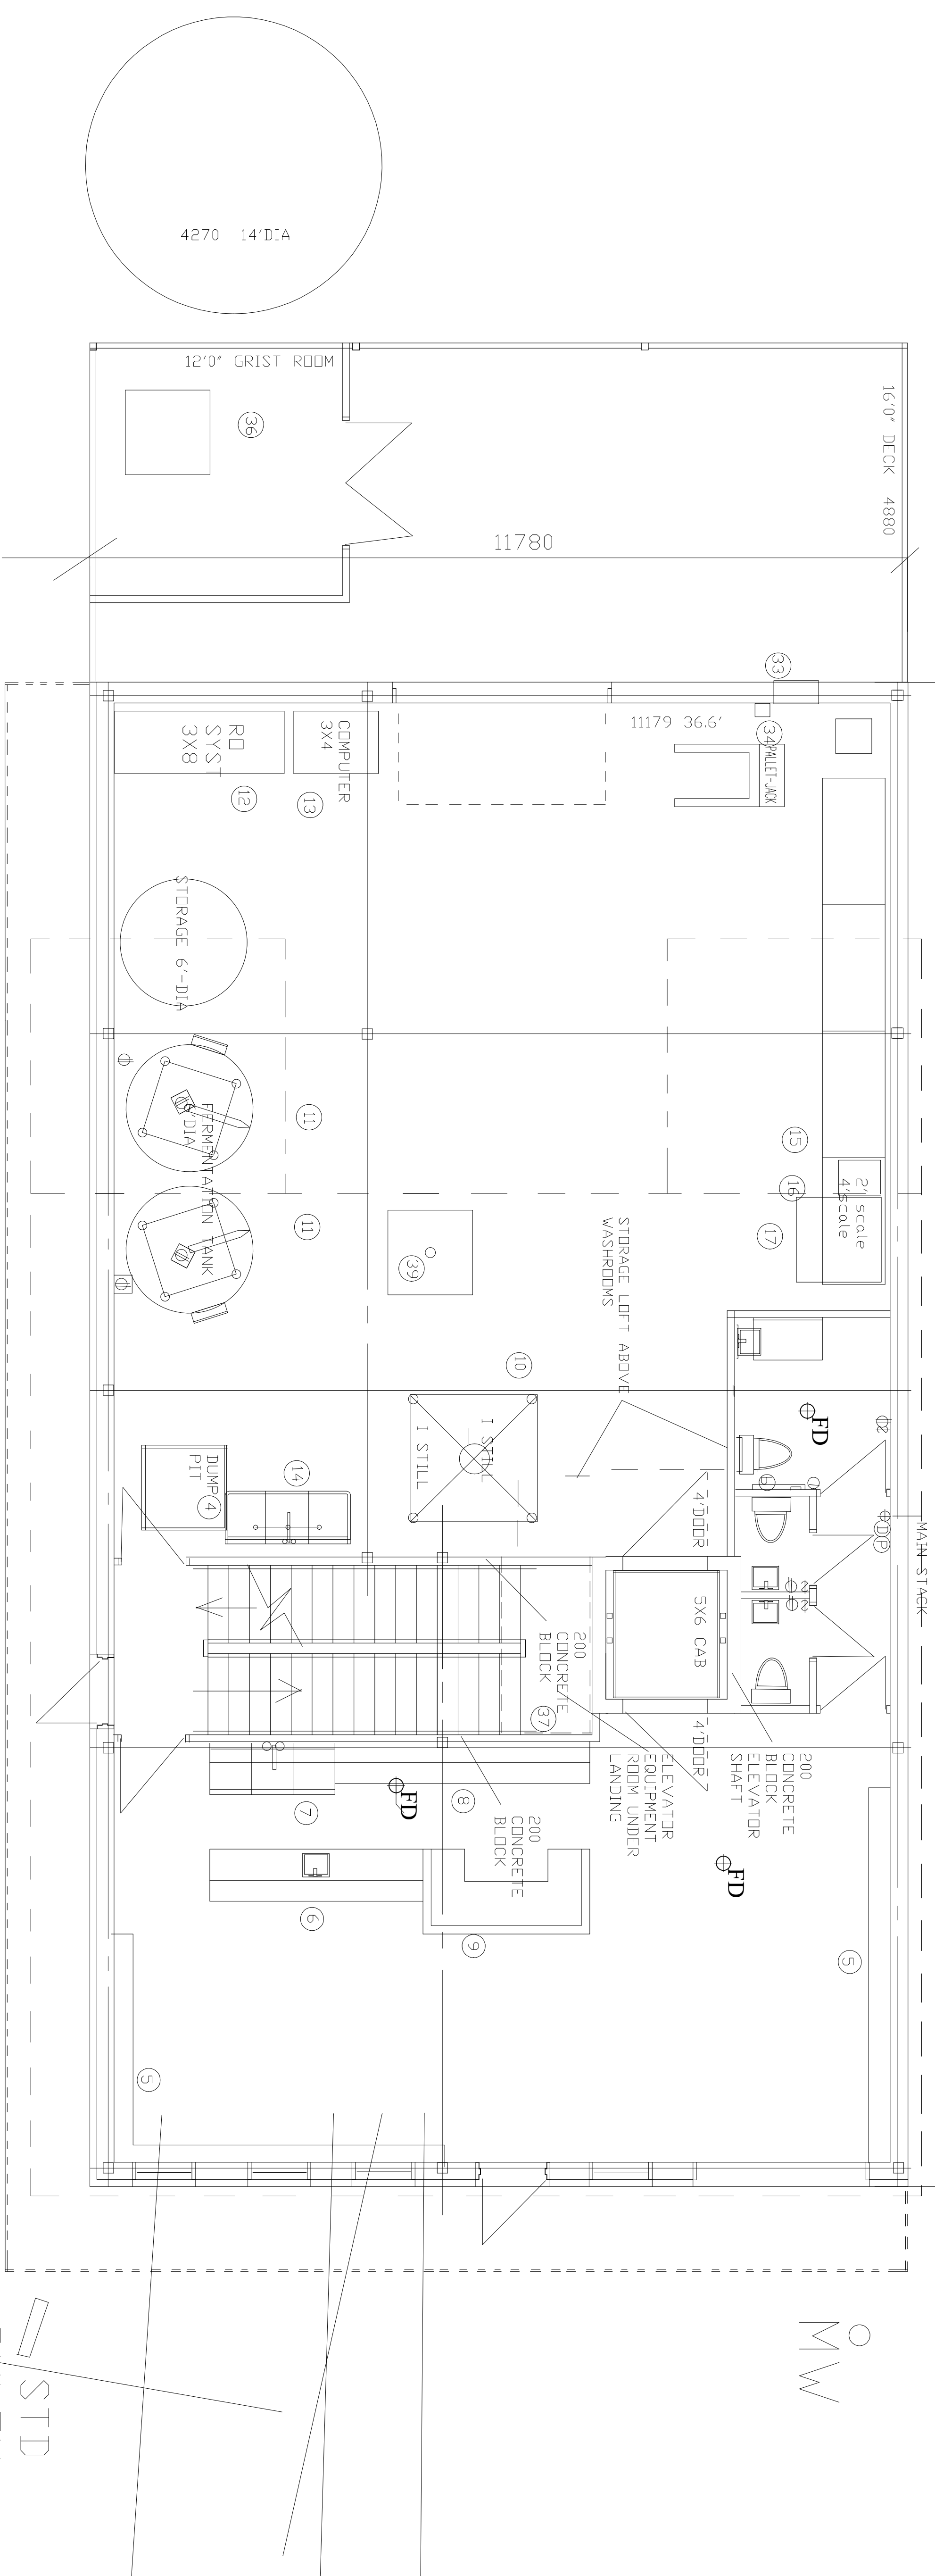 4270 14'DIA
12'0" GRIST ROOM
36
16'0" DECK 4880
11780
33
34
PALLET-JACK
11179 36.6'
COMPUTER
3X4
RO
SYST
3X8
12
13
STORAGE 6'-DIA
11
FERMENTATION TANK
'DIA
11
15
16
2' scale
4' scale
17
39
STORAGE LOFT ABOVE
WASHROOMS
10
I STILL
I STILL
FD
14
DUMP
PIT
4
4'DOOR
DP
MAIN STACK
5X6 CAB
200
CONCRETE
BLOCK
37
4'DOOR
200
CONCRETE
BLOCK
ELEVATOR
SHAFT
ELEVATOR
EQUIPMENT
ROOM UNDER
LANDING
FD
7
8
200
CONCRETE
BLOCK
FD
6
9
5
5
MW
STD